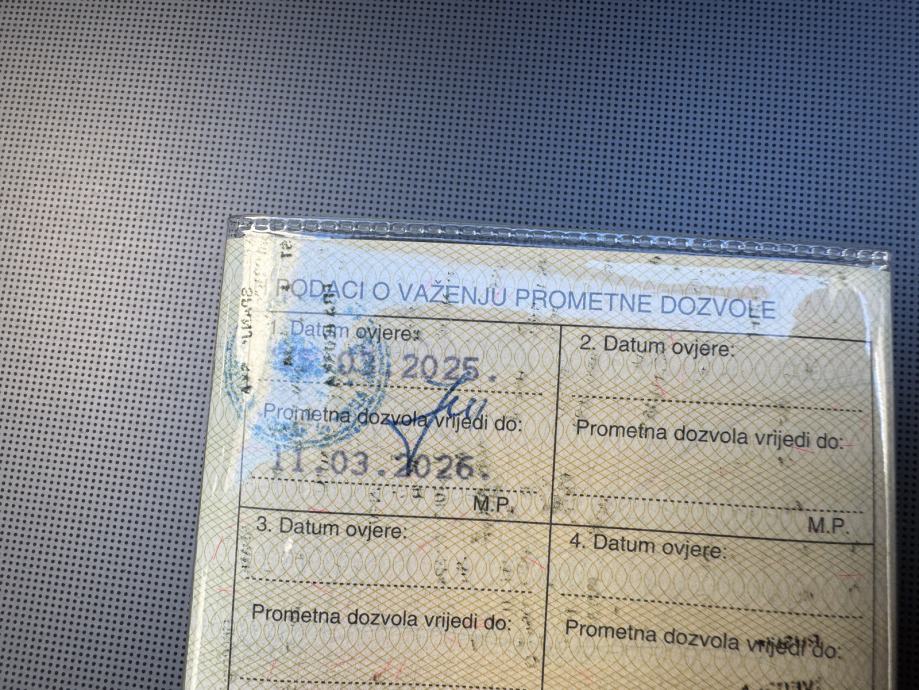 PODACI O VAŽENJU PROMETNE DOZVOLE
1. Datum ovjere:
.03.2025.
Prometna dozvola vrijedi do:
11.03.2026.
M.P.
2. Datum ovjere:
Prometna dozvola vrijedi do:
M.P.
3. Datum ovjere:
Prometna dozvola vrijedi do:
4. Datum ovjere:
Prometna dozvola vrijedi do: